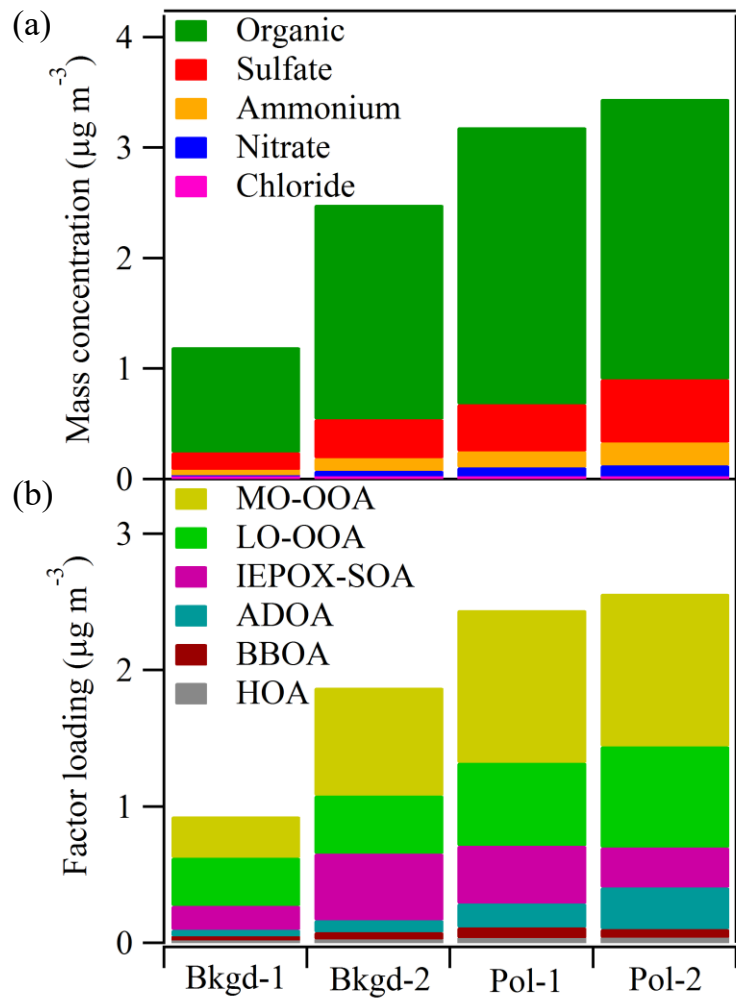 (a)
Mass concentration (µg m⁻³)
4
3
2
1
0
Organic
Sulfate
Ammonium
Nitrate
Chloride
(b)
Factor loading (µg m⁻³)
3
2
1
0
MO-OOA
LO-OOA
IEPOX-SOA
ADOA
BBOA
HOA
Bkgd-1 Bkgd-2 Pol-1 Pol-2